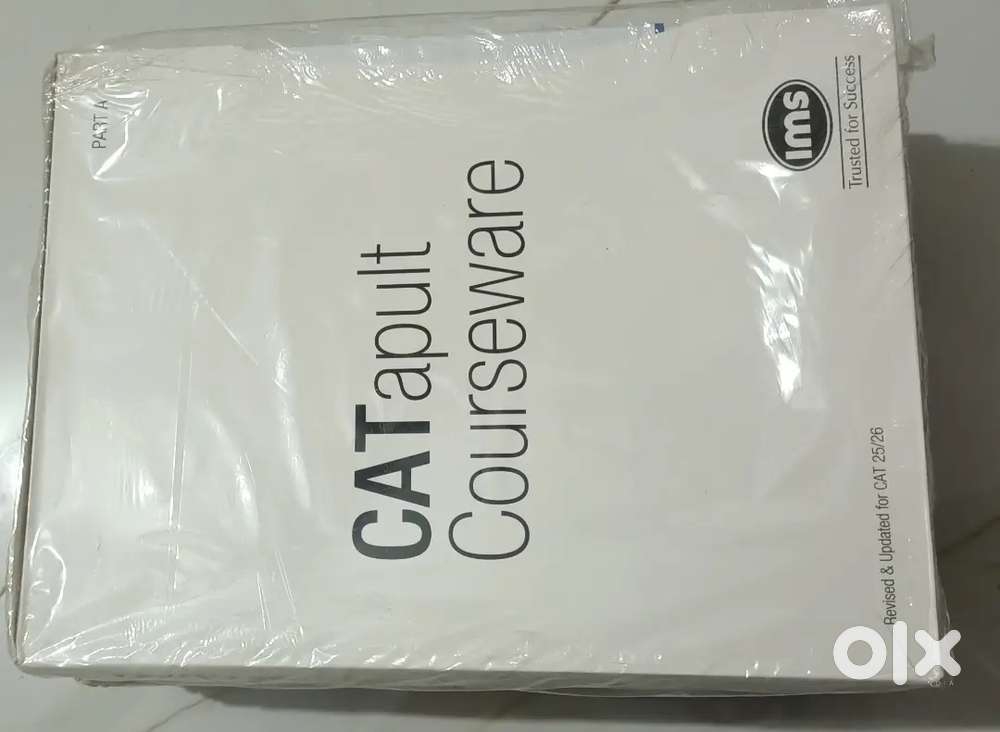 PART A
CATapult
Courseware
ims
Trusted for Success
Revised & Updated for CAT 25/26
olx